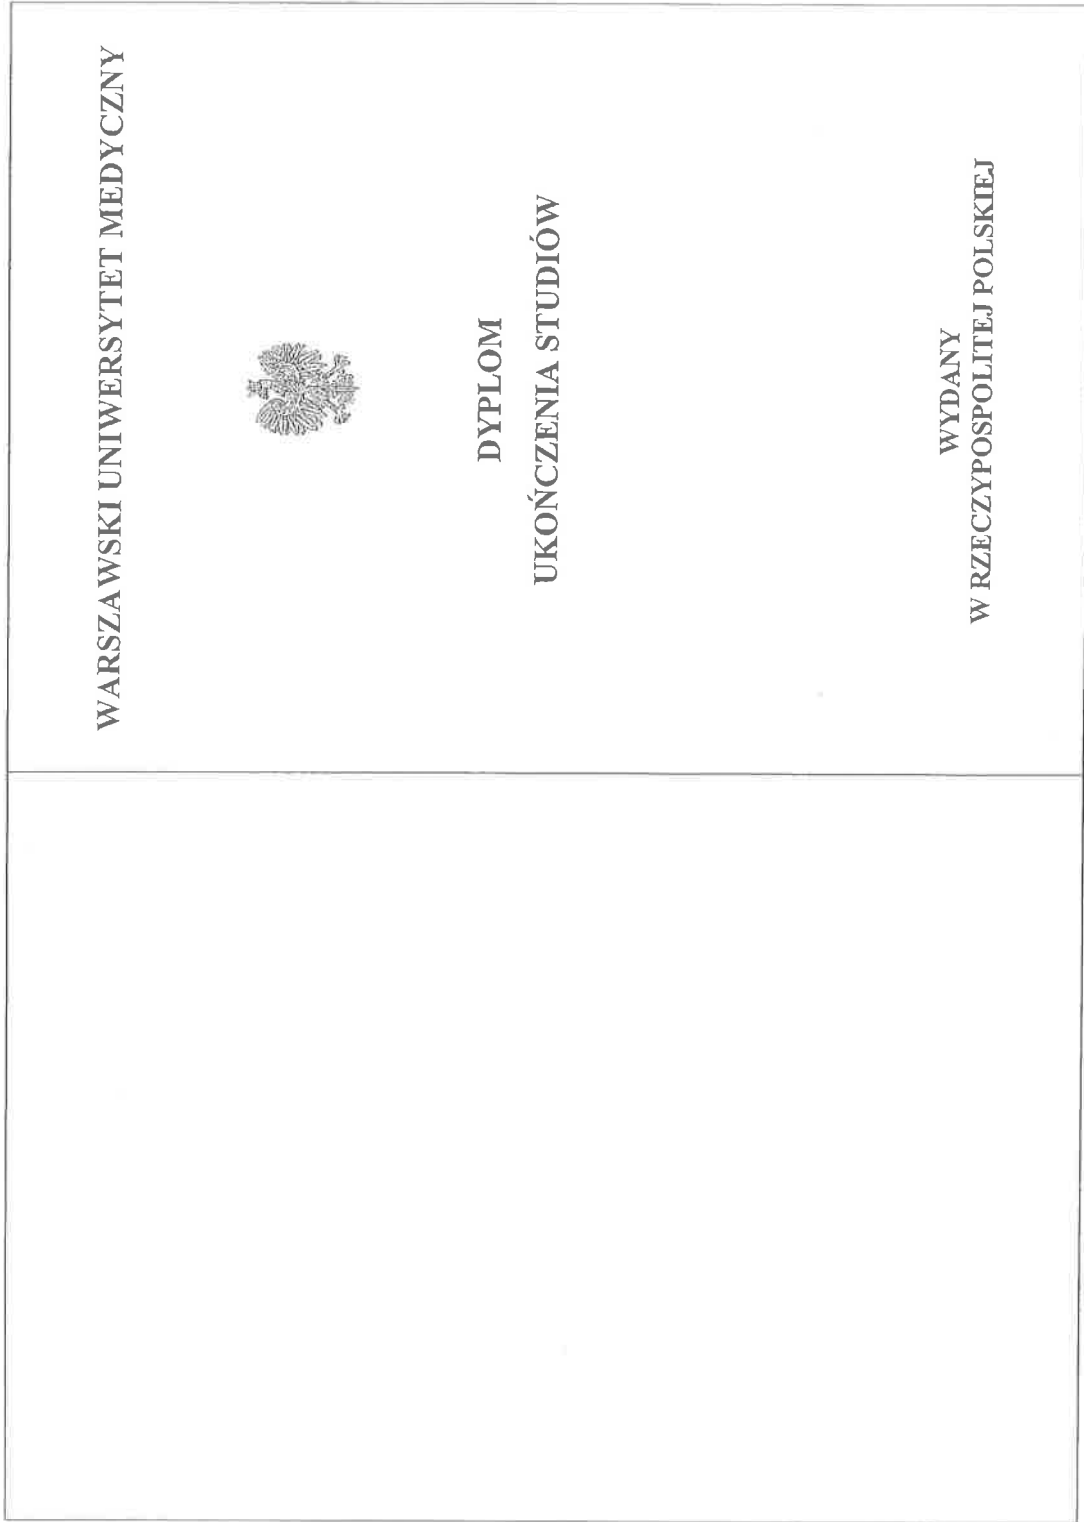 WARSZAWSKI UNIWERSYTET MEDYCZNY
DYPLOM
UKOŃCZENIA STUDIÓW
WYDANY
W RZECZYPOSPOLITEJ POLSKIEJ